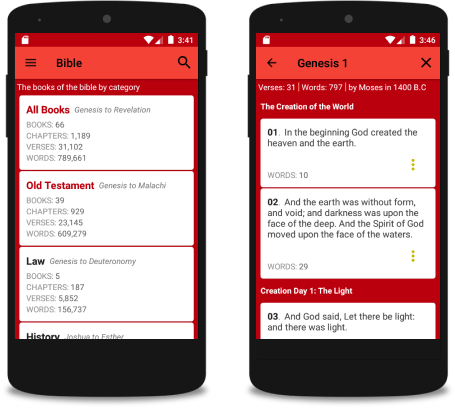 3:41
Bible
The books of the bible by category
All Books Genesis to Revelation
BOOKS: 66
CHAPTERS: 1,189
VERSES: 31,102
WORDS: 789,661
Old Testament Genesis to Malachi
BOOKS: 39
CHAPTERS: 929
VERSES: 23,145
WORDS: 609,279
Law Genesis to Deuteronomy
BOOKS: 5
CHAPTERS: 187
VERSES: 5,852
WORDS: 156,737
History Joshua to Esther
3:46
Genesis 1
Verses: 31 | Words: 797 | by Moses in 1400 B.C
The Creation of the World
01. In the beginning God created the
heaven and the earth.
WORDS: 10
02. And the earth was without form,
and void; and darkness was upon the
face of the deep. And the Spirit of God
moved upon the face of the waters.
WORDS: 29
Creation Day 1: The Light
03. And God said, Let there be light:
and there was light.